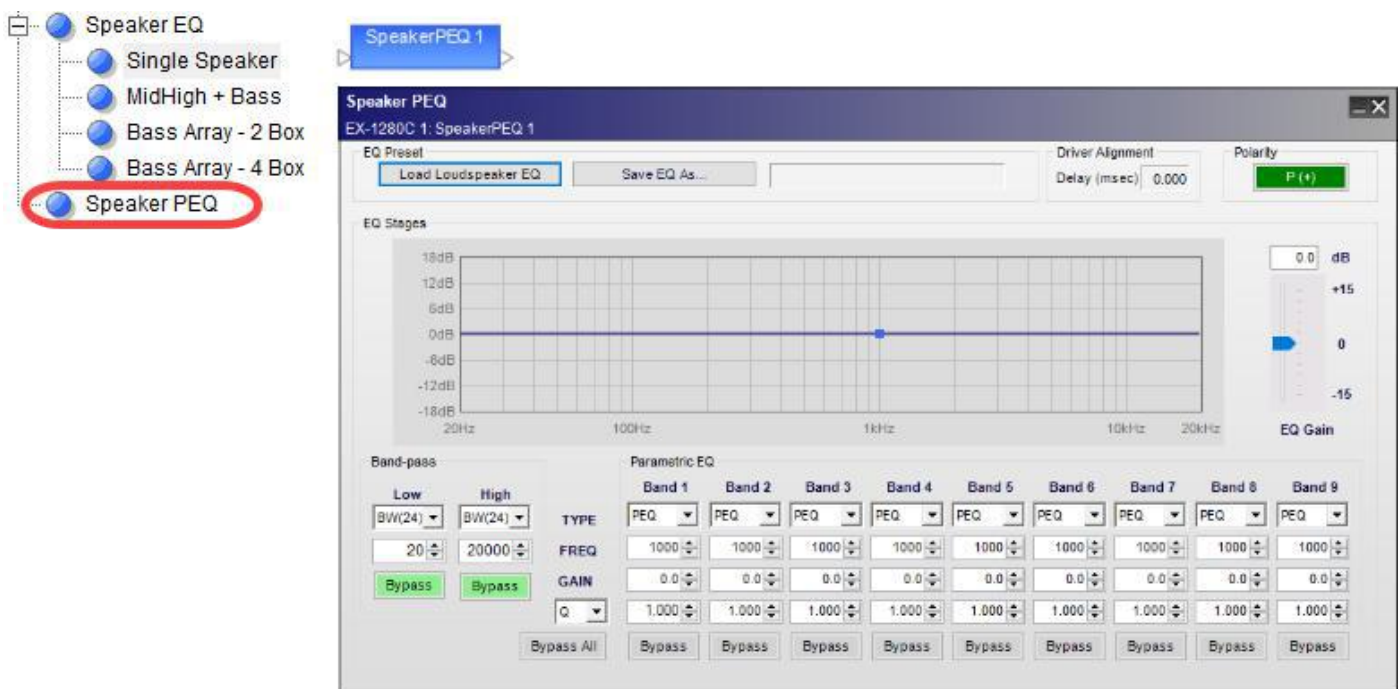 Speaker EQ
Single Speaker
MidHigh + Bass
Bass Array - 2 Box
Bass Array - 4 Box
Speaker PEQ
SpeakerPEQ 1
Speaker PEQ
EX-1280C 1: SpeakerPEQ 1
EQ Preset
Load Loudspeaker EQ Save EQ As...
Driver Alignment
Delay (msec) 0.000
Polarity
P (+)
EQ Stages
18dB
12dB
6dB
0dB
-6dB
-12dB
-18dB
20Hz 100Hz 1kHz 10kHz 20kHz
0.0 dB
+15
0
-15
EQ Gain
Band-pass
Low High
BW(24) BW(24)
20 20000
Bypass Bypass
Parametric EQ
Band 1 Band 2 Band 3 Band 4 Band 5 Band 6 Band 7 Band 8 Band 9
TYPE PEQ PEQ PEQ PEQ PEQ PEQ PEQ PEQ PEQ
FREQ 1000 1000 1000 1000 1000 1000 1000 1000 1000
GAIN 0.0 0.0 0.0 0.0 0.0 0.0 0.0 0.0 0.0
Q 1.000 1.000 1.000 1.000 1.000 1.000 1.000 1.000 1.000
Bypass All Bypass Bypass Bypass Bypass Bypass Bypass Bypass Bypass Bypass